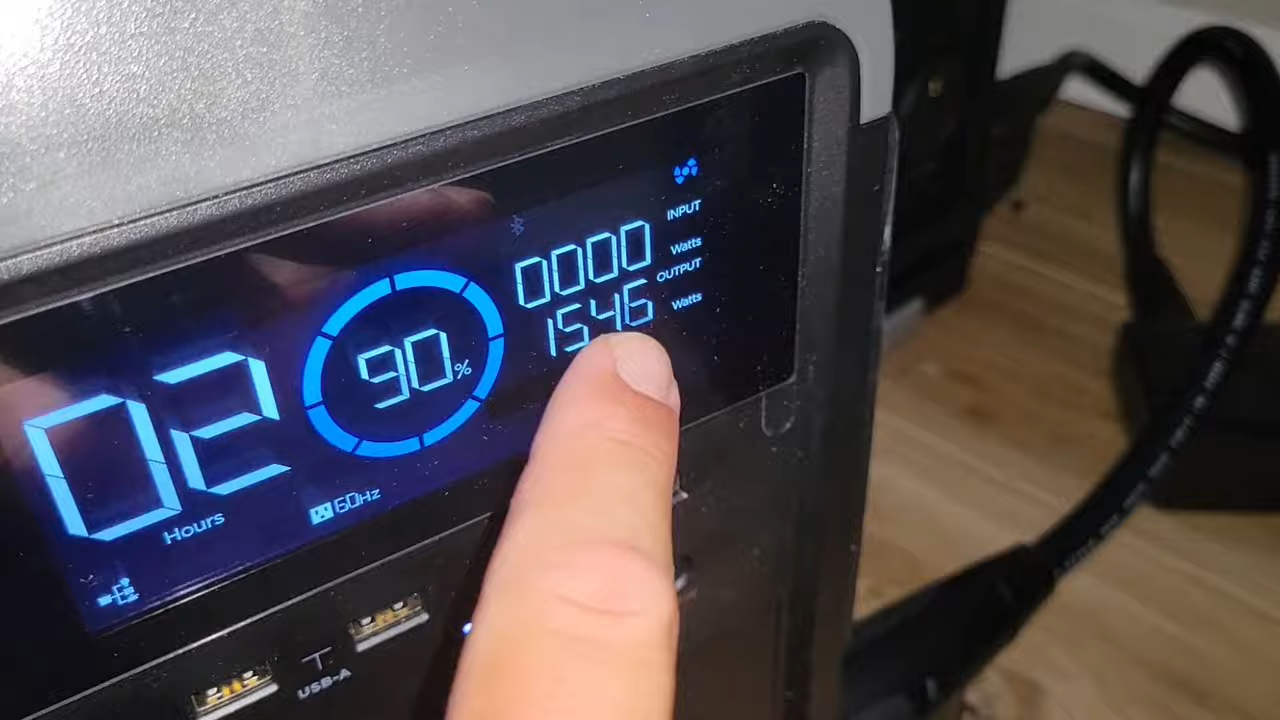 INPUT
0000 Watts
OUTPUT
1546 Watts
90%
02 Hours
60Hz
USB-A